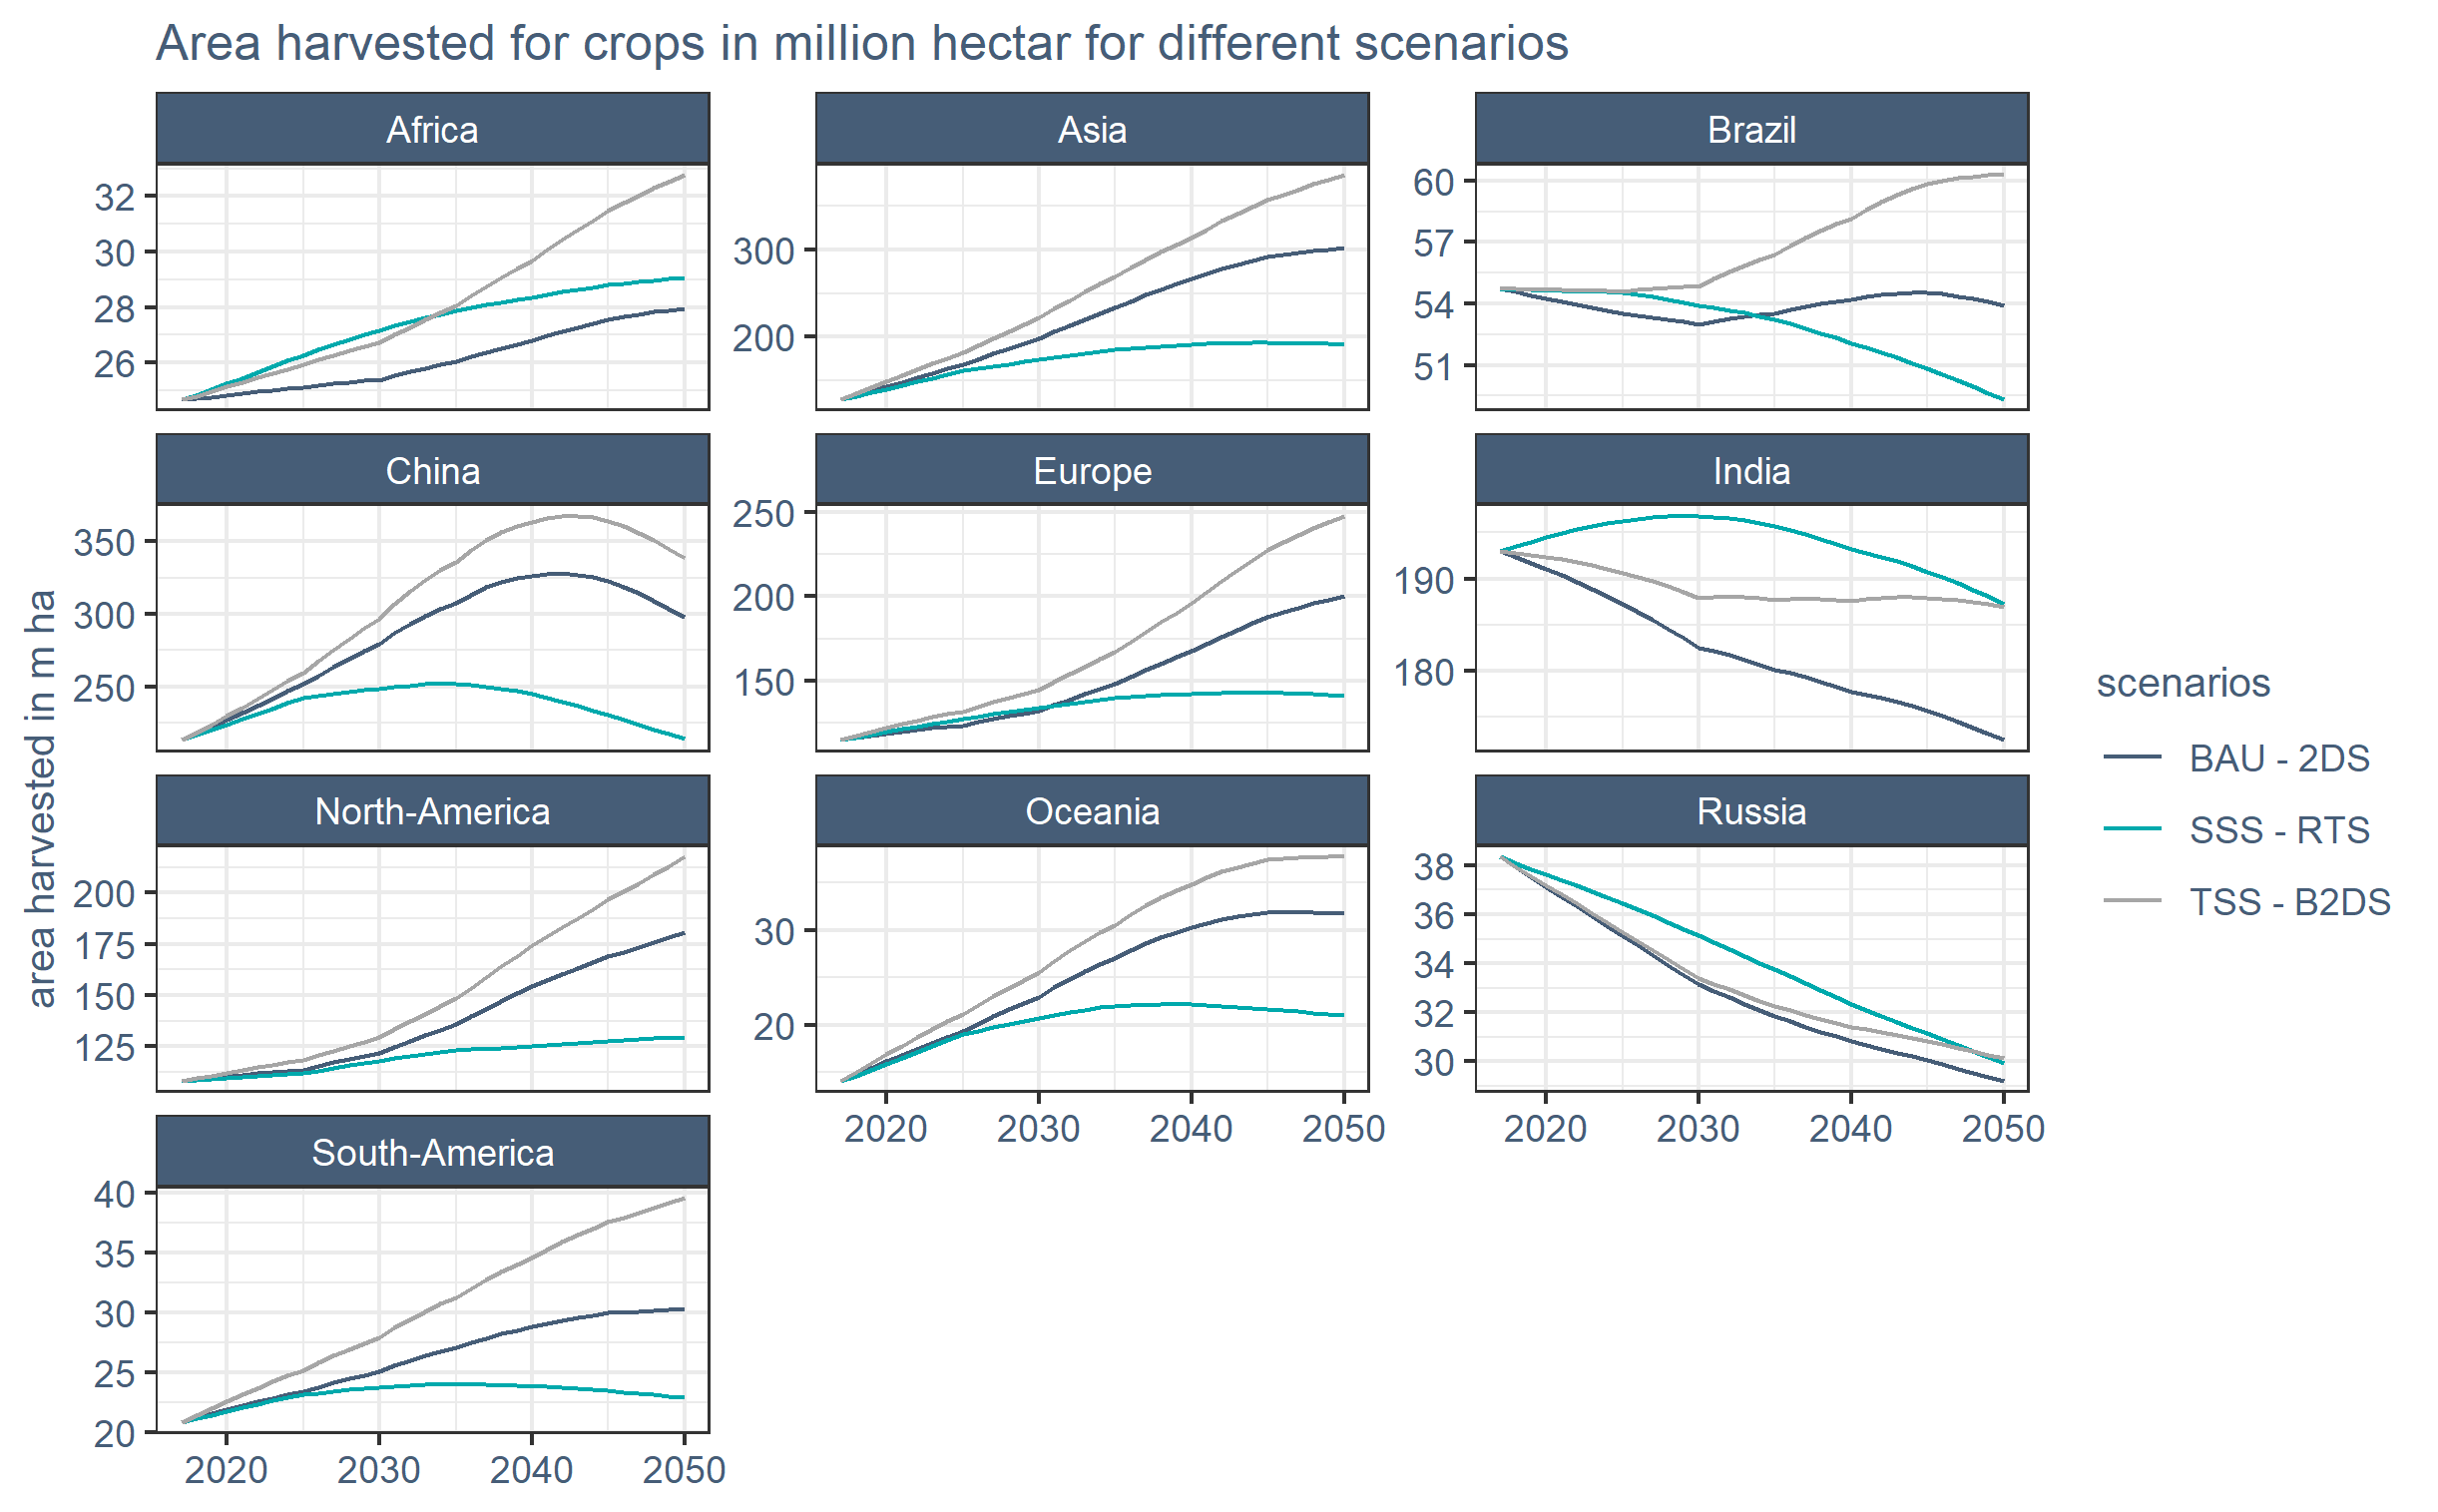 Area harvested for crops in million hectar for different scenarios
area harvested in m ha
Africa
32
30
28
26
Asia
300
200
Brazil
60
57
54
51
China
350
300
250
Europe
250
200
150
India
190
180
North-America
200
175
150
125
Oceania
30
20
2020 2030 2040 2050
Russia
38
36
34
32
30
2020 2030 2040 2050
South-America
40
35
30
25
20
2020 2030 2040 2050
scenarios
BAU - 2DS
SSS - RTS
TSS - B2DS